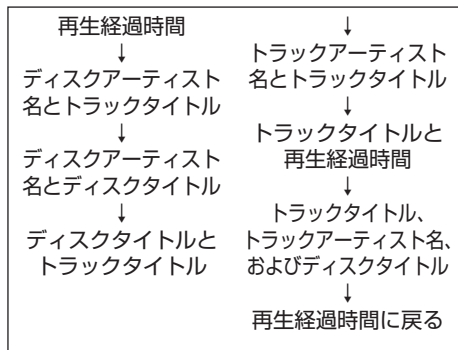 再生経過時間
↓
ディスクアーティスト
名とトラックタイトル
↓
ディスクアーティスト
名とディスクタイトル
↓
ディスクタイトルと
トラックタイトル
↓
トラックアーティスト
名とトラックタイトル
↓
トラックタイトルと
再生経過時間
↓
トラックタイトル、
トラックアーティスト名、
およびディスクタイトル
↓
再生経過時間に戻る